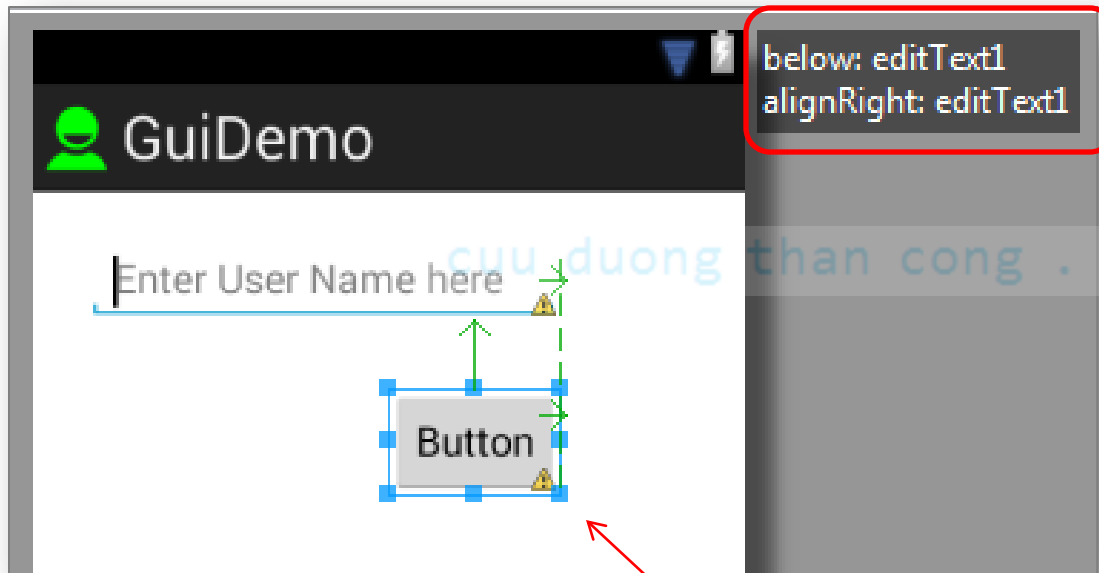 below: editText1
alignRight: editText1
GuiDemo
cuu duong than cong .
Enter User Name here
Button